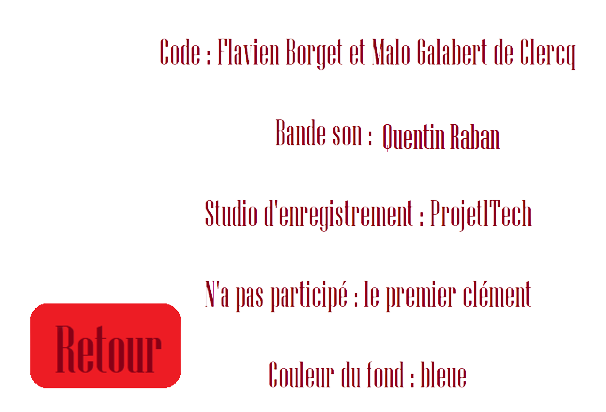 Code : Flavien Borget et Malo Galabert de Clercq
Bande son : Quentin Raban
Studio d'enregistrement : ProjetITech
N'a pas participé : le premier clément
Retour
Couleur du fond : bleue